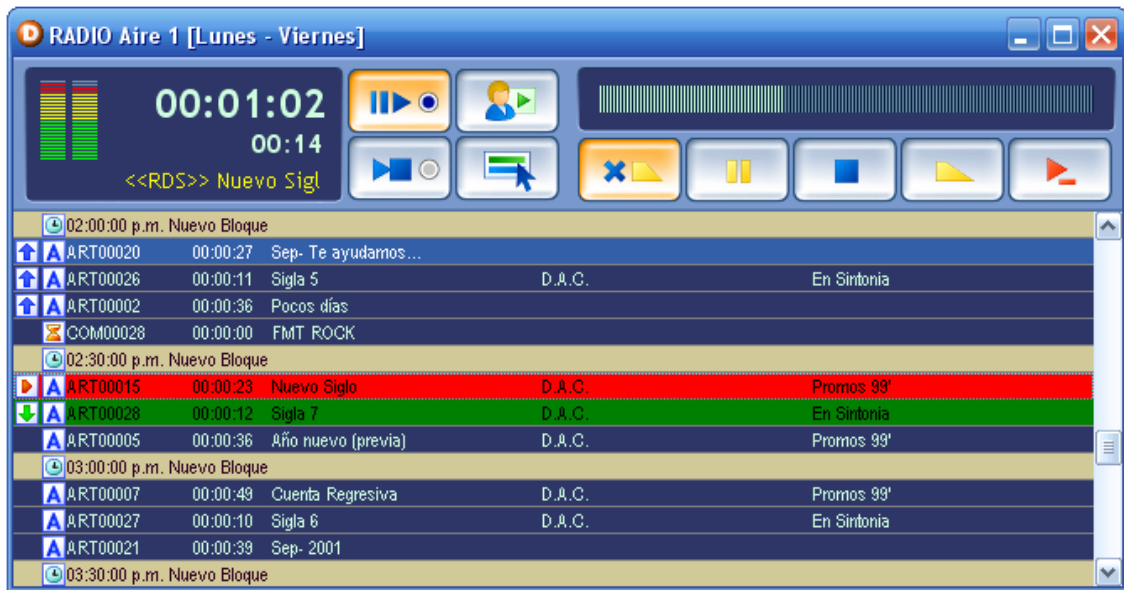 RADIO Aire 1 [Lunes - Viernes]
00:01:02
00:14
<<RDS>> Nuevo Sigl
02:00:00 p.m. Nuevo Bloque
A ART00020 00:00:27 Sep- Te ayudamos...
A ART00026 00:00:11 Sigla 5 D.A.C. En Sintonia
A ART00002 00:00:36 Pocos días
COM00028 00:00:00 FMT ROCK
02:30:00 p.m. Nuevo Bloque
A ART00015 00:00:23 Nuevo Siglo D.A.C. Promos 99'
A ART00028 00:00:12 Sigla 7 D.A.C. En Sintonia
A ART00005 00:00:36 Año nuevo (previa) D.A.C. Promos 99'
03:00:00 p.m. Nuevo Bloque
A ART00007 00:00:49 Cuenta Regresiva D.A.C. Promos 99'
A ART00027 00:00:10 Sigla 6 D.A.C. En Sintonia
A ART00021 00:00:39 Sep- 2001
03:30:00 p.m. Nuevo Bloque